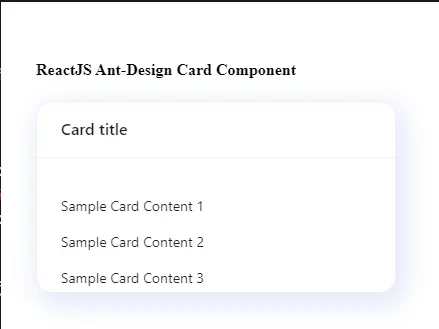 ReactJS Ant-Design Card Component
Card title
Sample Card Content 1
Sample Card Content 2
Sample Card Content 3